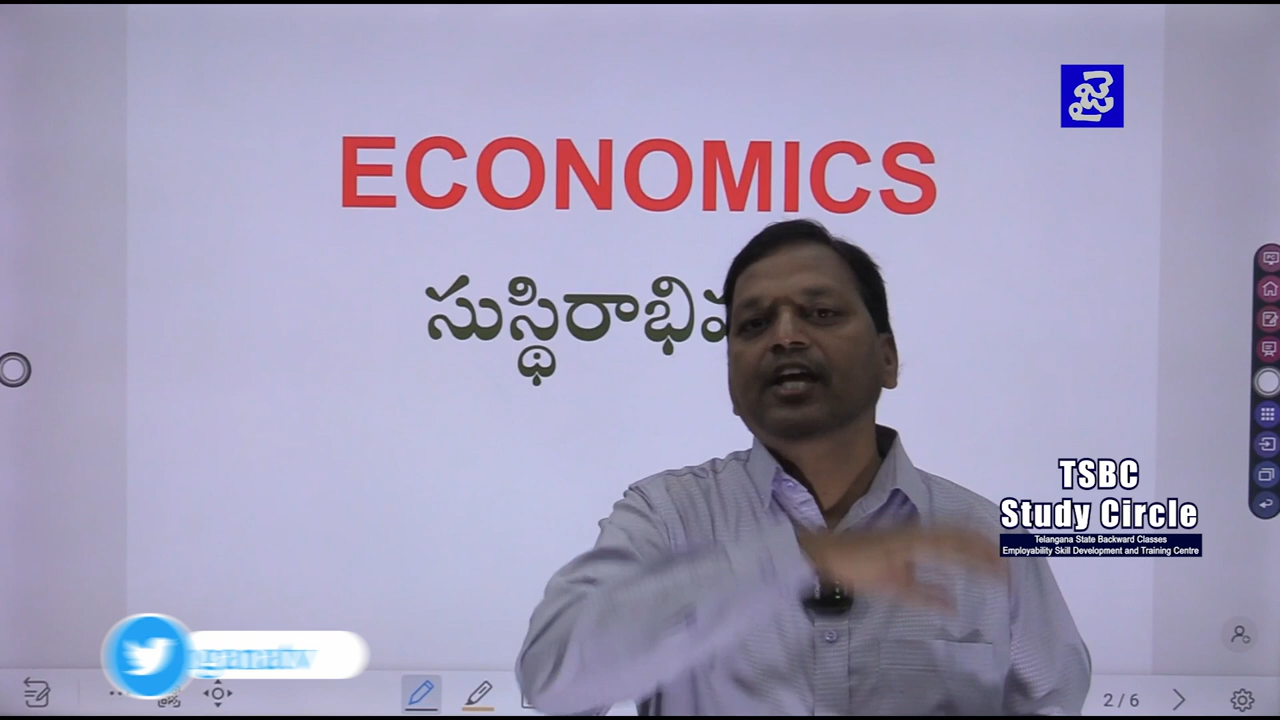 జై
ECONOMICS
సుస్థిరాభి
TSBC
Study Circle
Telangana State Backward Classes
Employability Skill Development and Training Centre
2/6